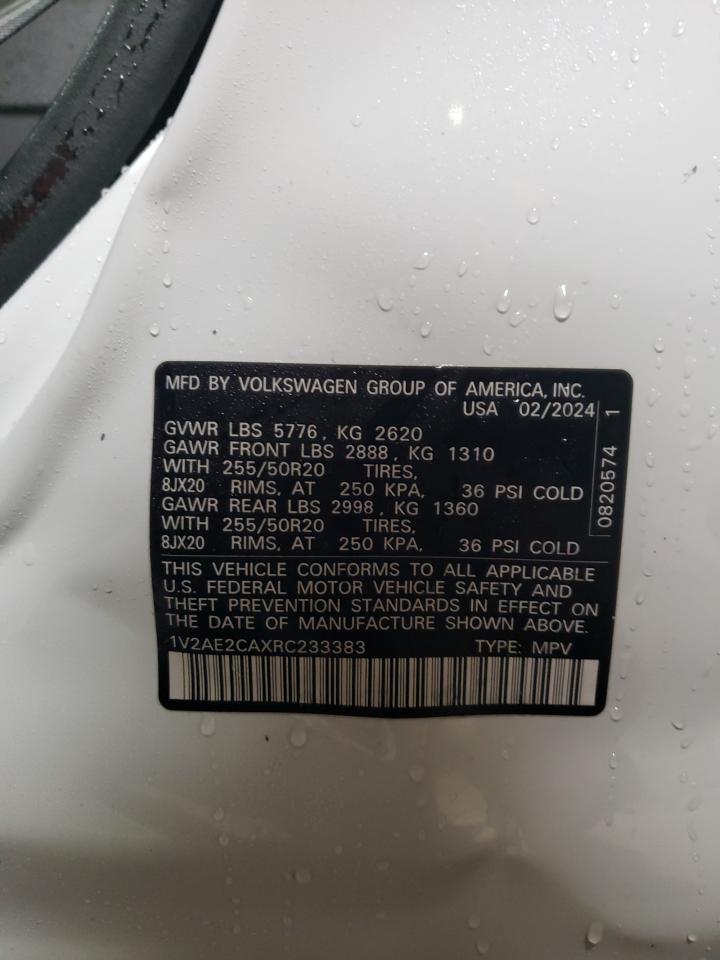 MFD BY VOLKSWAGEN GROUP OF AMERICA, INC.
USA 02/2024
GVWR LBS 5776, KG 2620
GAWR FRONT LBS 2888, KG 1310
WITH 255/50R20 TIRES,
8JX20 RIMS, AT 250 KPA, 36 PSI COLD
GAWR REAR LBS 2998, KG 1360
WITH 255/50R20 TIRES,
8JX20 RIMS, AT 250 KPA, 36 PSI COLD
0820574 1
THIS VEHICLE CONFORMS TO ALL APPLICABLE
U.S. FEDERAL MOTOR VEHICLE SAFETY AND
THEFT PREVENTION STANDARDS IN EFFECT ON
THE DATE OF MANUFACTURE SHOWN ABOVE.
1V2AE2CAXRC233383 TYPE: MPV